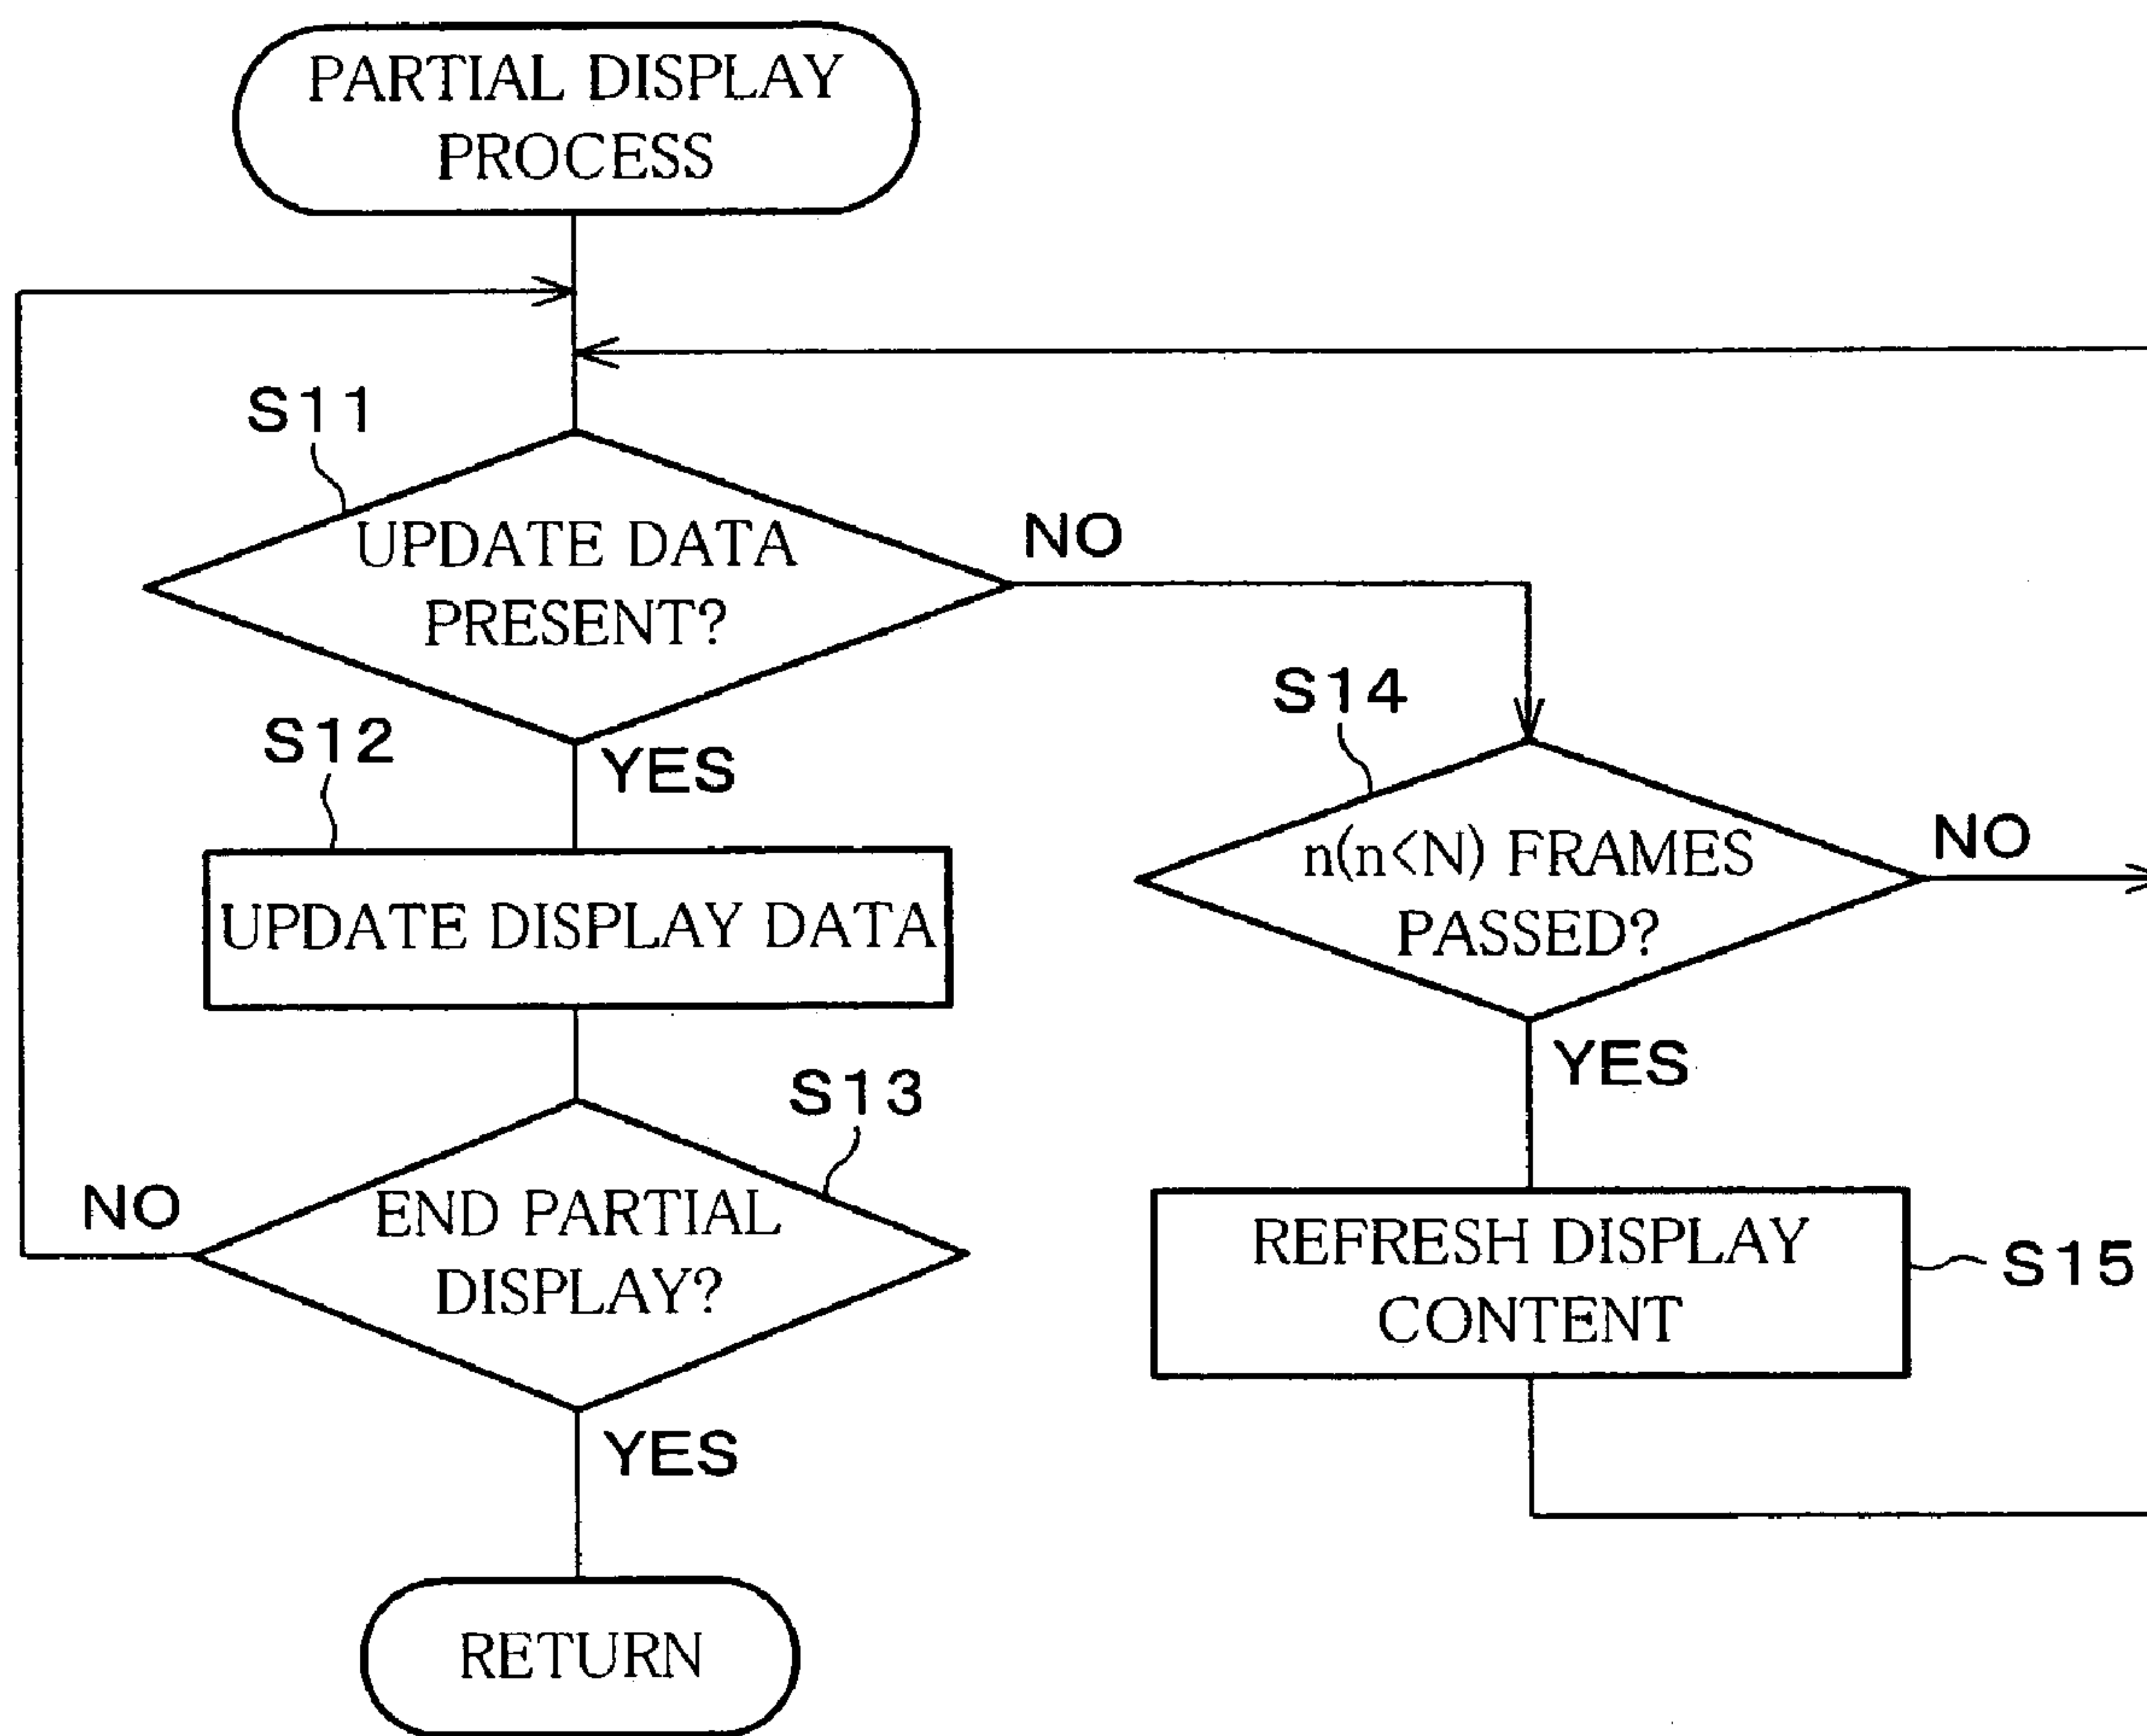 PARTIAL DISPLAY
PROCESS
S11
UPDATE DATA
PRESENT?
NO
YES
S12
UPDATE DISPLAY DATA
S13
END PARTIAL
DISPLAY?
NO
YES
RETURN
S14
n(n<N) FRAMES
PASSED?
NO
YES
REFRESH DISPLAY
CONTENT
S15